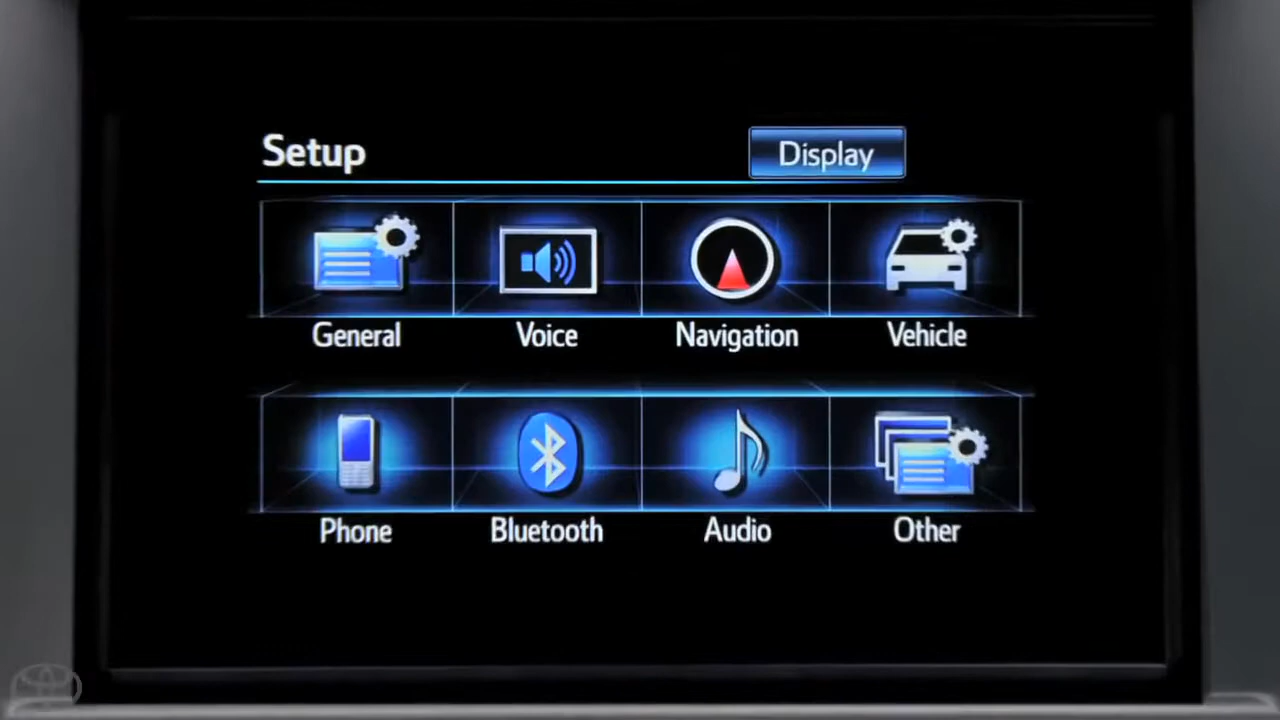 Setup
Display
General
Voice
Navigation
Vehicle
Phone
Bluetooth
Audio
Other